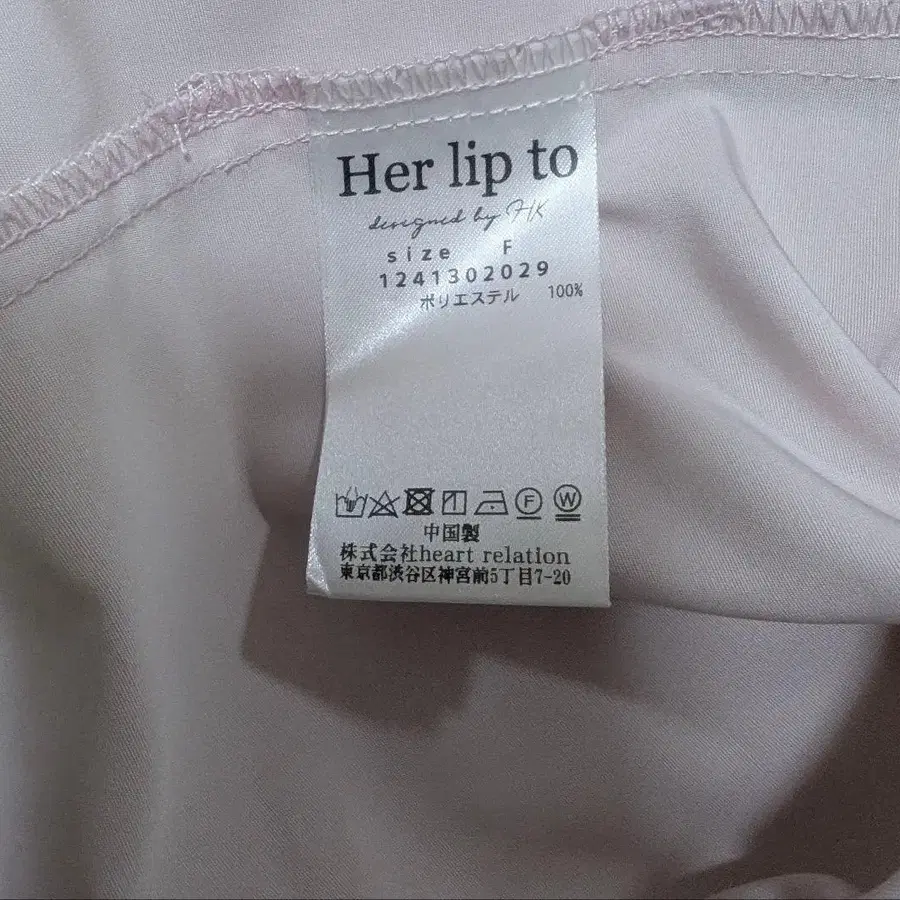 Her lip to
designed by HK
size F
1241302029
ポリエステル 100%
F W
中国製
株式会社heart relation
東京都渋谷区神宮前5丁目7-20